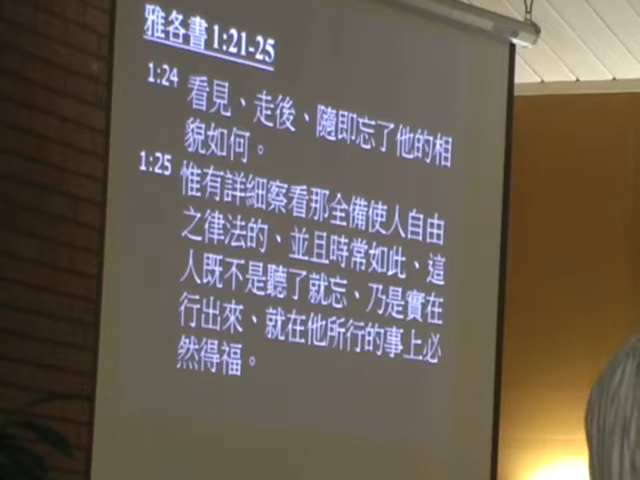 雅各書 1:21-25
1:24 看見、走後、隨即忘了他的相
貌如何。
1:25 惟有詳細察看那全備使人自由
之律法的、並且時常如此、這
人既不是聽了就忘、乃是實在
行出來、就在他所行的事上必
然得福。